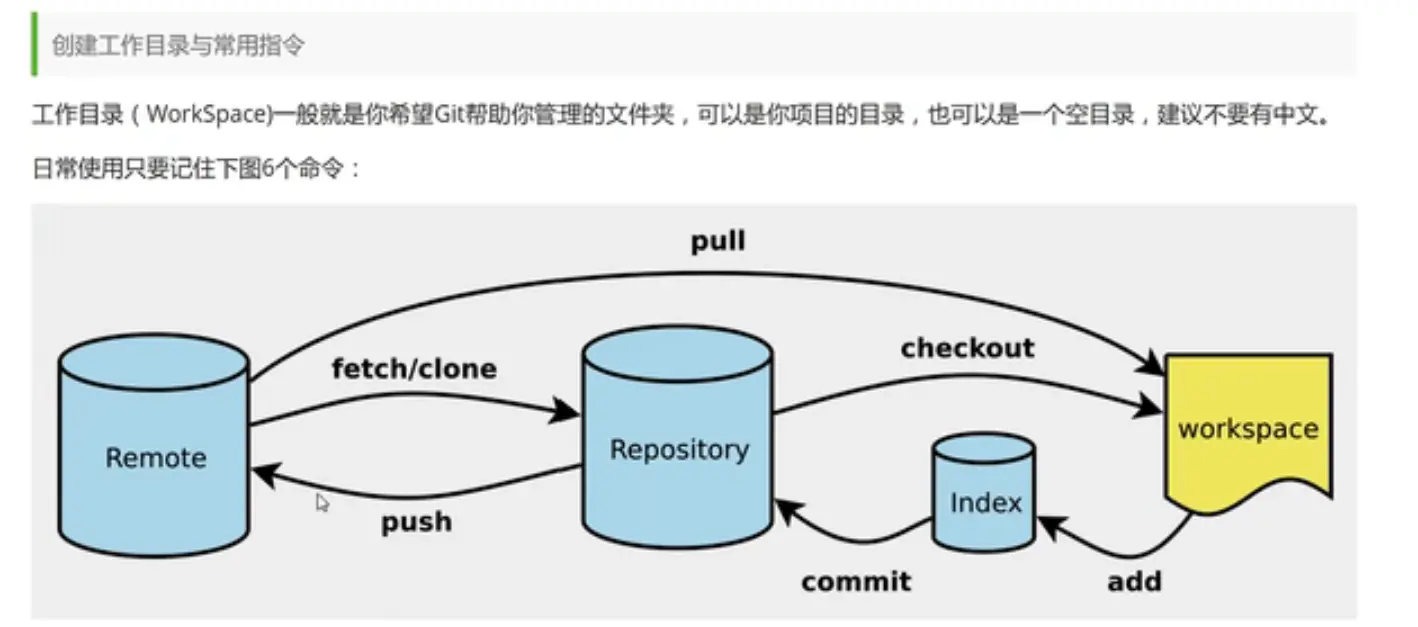 创建工作目录与常用指令
工作目录（WorkSpace)一般就是你希望Git帮助你管理的文件夹，可以是你项目的目录，也可以是一个空目录，建议不要有中文。
日常使用只要记住下图6个命令：
pull
fetch/clone
checkout
Remote
Repository
workspace
Index
push
commit
add